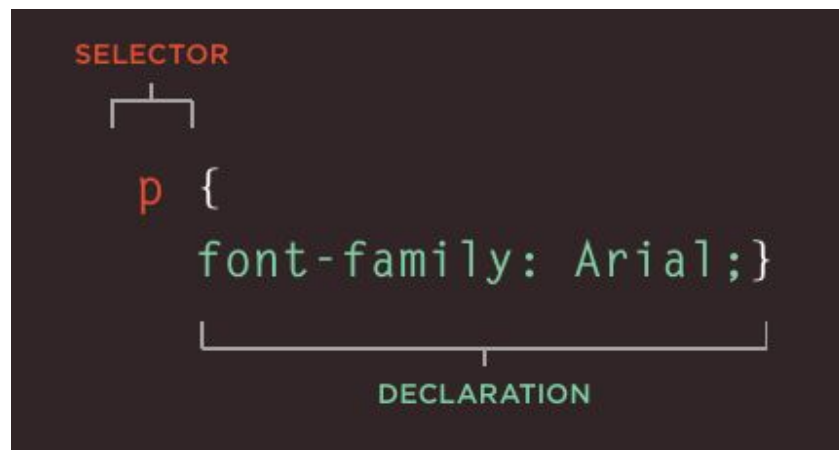 SELECTOR
p {
font-family: Arial;}
DECLARATION